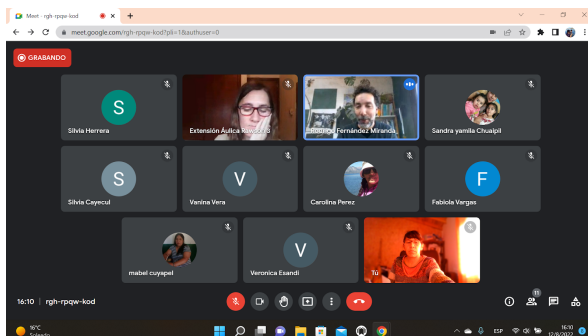 Meet - rgh-rpqw-kod
meet.google.com/rgh-rpqw-kod?pli=1&authuser=0
GRABANDO
S
Silvia Herrera
Extensión Áulica
Rodrigo Fernández Miranda
Sandra yamila Chualpil
S
Silvia Cayecul
V
Vanina Vera
Carolina Perez
F
Fabiola Vargas
mabel cuyapel
V
Veronica Esandi
Tú
16:10 | rgh-rpqw-kod
11
16°C
Soleado
ESP
16:10
12/8/2022